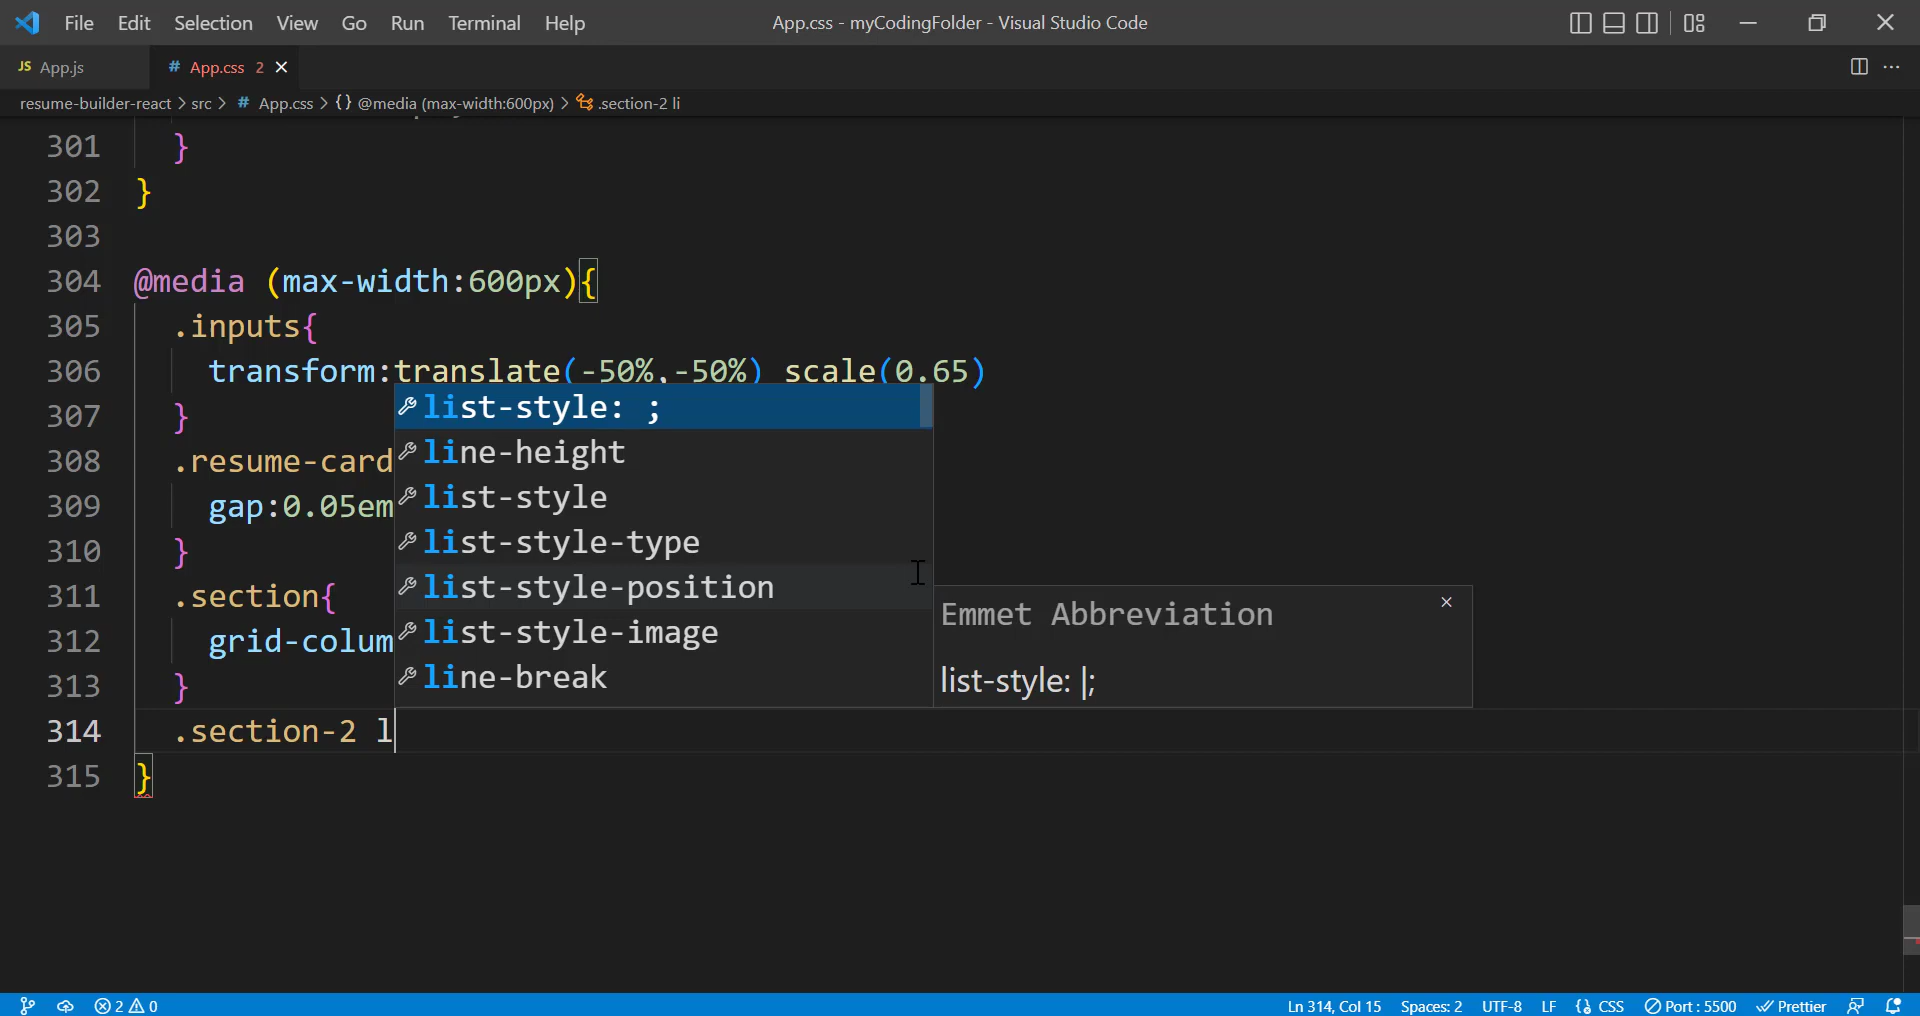 File Edit Selection View Go Run Terminal Help App.css - myCodingFolder - Visual Studio Code
JS App.js # App.css 2
resume-builder-react > src > # App.css > {} @media (max-width:600px) > .section-2 li
301 }
302 }
303
304 @media (max-width:600px){
305 .inputs{
306 transform:translate(-50%,-50%) scale(0.65)
307 }
list-style: ;
line-height
308 .resume-card
list-style
309 gap:0.05em
list-style-type
310 }
list-style-position
311 .section{
Emmet Abbreviation
list-style-image
312 grid-colum
line-break
list-style: |;
313 }
314 .section-2 l
315 }
2 0 Ln 314, Col 15 Spaces: 2 UTF-8 LF {} CSS Port : 5500 Prettier